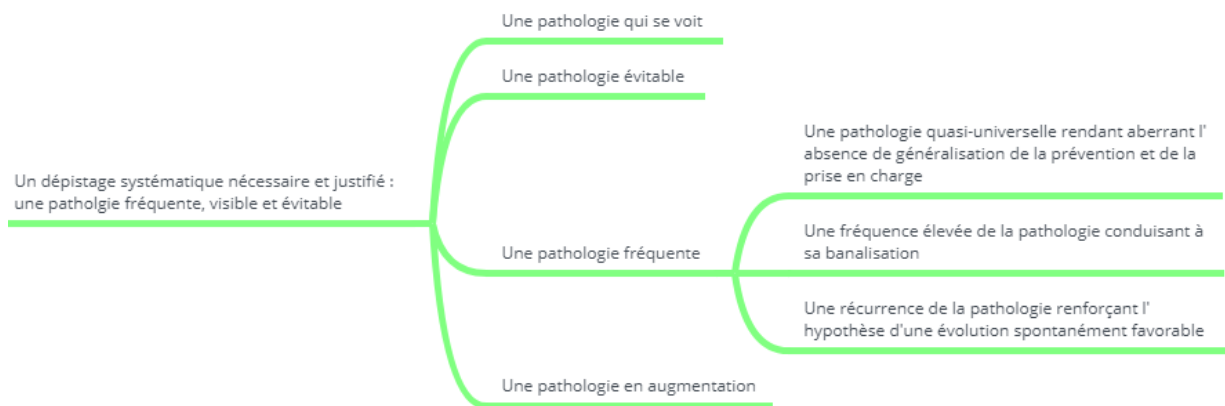 Une pathologie qui se voit
Une pathologie évitable
Une pathologie quasi-universelle rendant aberrant l'
absence de généralisation de la prévention et de la
prise en charge
Un dépistage systématique nécessaire et justifié :
une patholgie fréquente, visible et évitable
Une pathologie fréquente
Une fréquence élevée de la pathologie conduisant à
sa banalisation
Une récurrence de la pathologie renforçant l'
hypothèse d'une évolution spontanément favorable
Une pathologie en augmentation